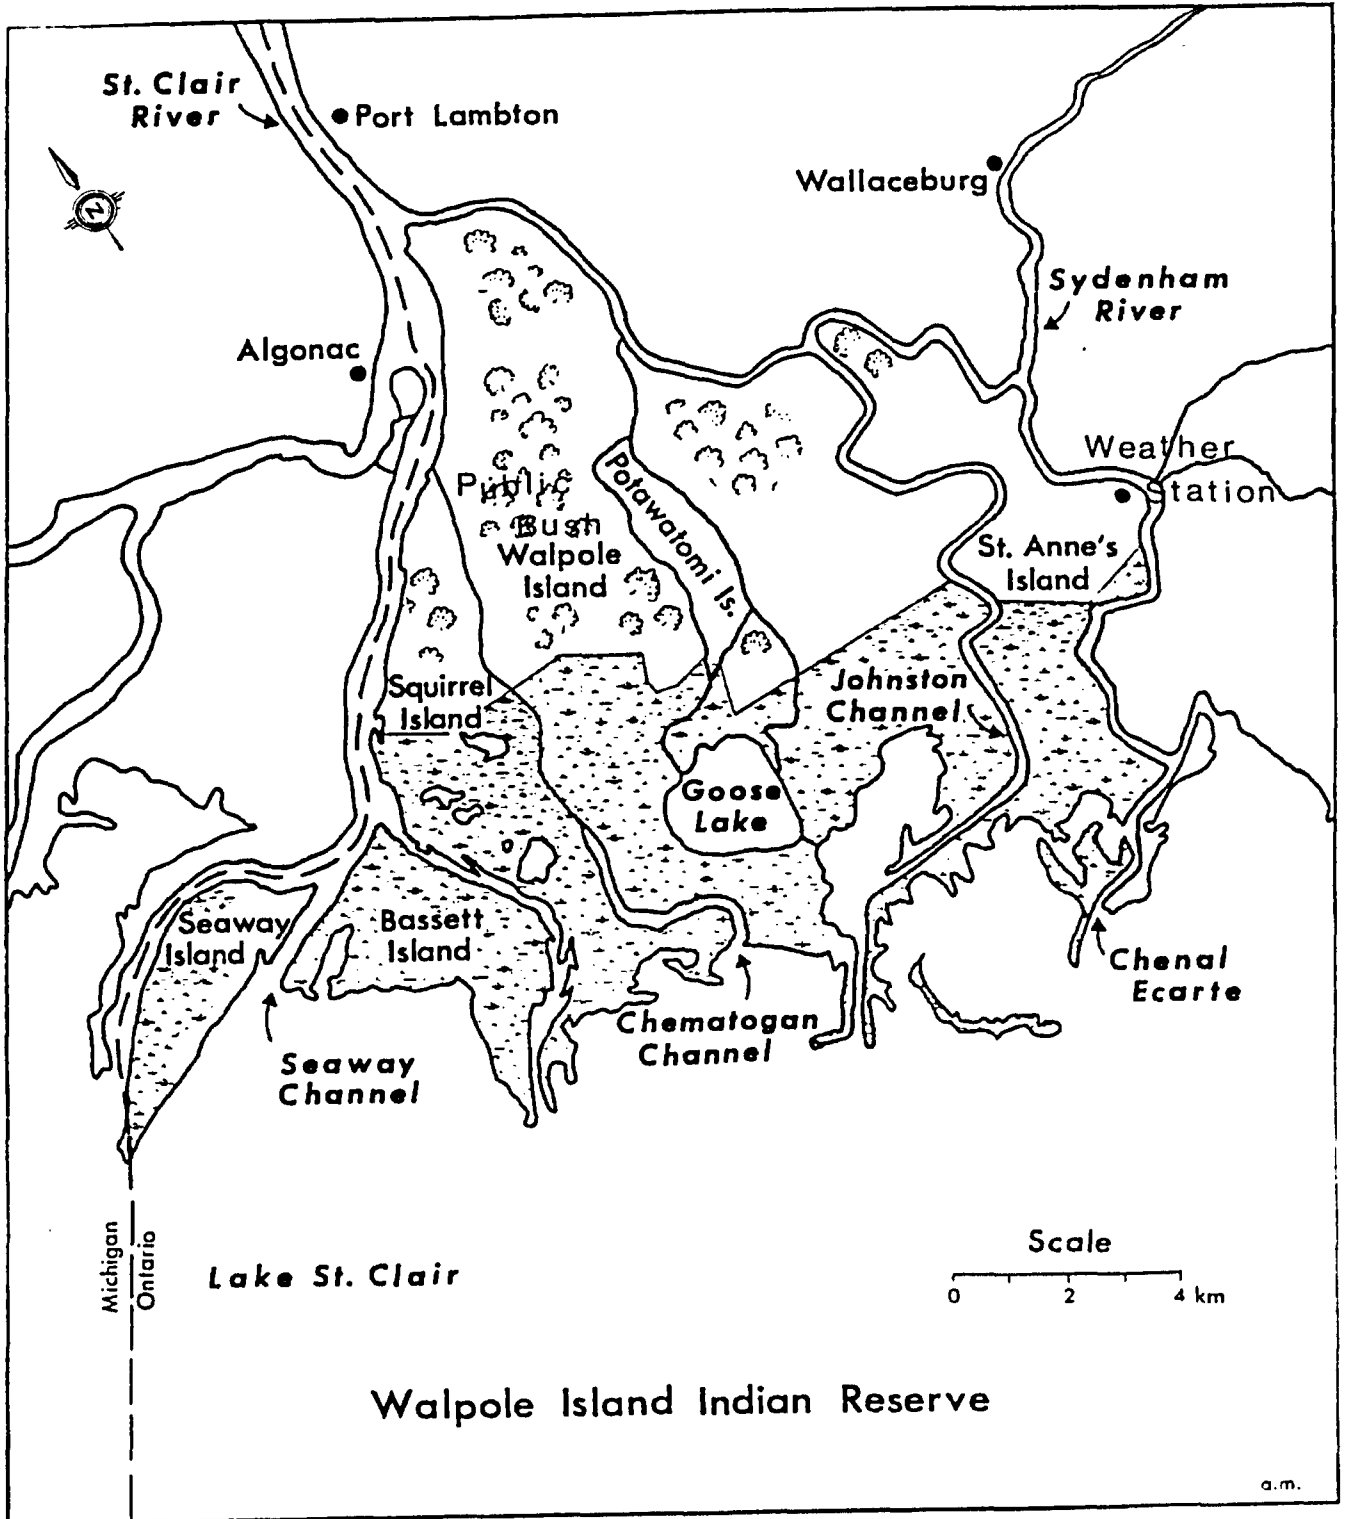 St. Clair
River
Port Lambton
Wallaceburg
N
Sydenham
River
Algonac
Weather
Station
Public
Bush
Walpole
Island
Potawatomi Is.
St. Anne's
Island
Squirrel
Island
Johnston
Channel
Goose
Lake
Seaway
Island
Bassett
Island
Chenal
Ecarte
Chematogan
Channel
Seaway
Channel
Michigan
Ontario
Lake St. Clair
Scale
0 2 4 km
Walpole Island Indian Reserve
a.m.